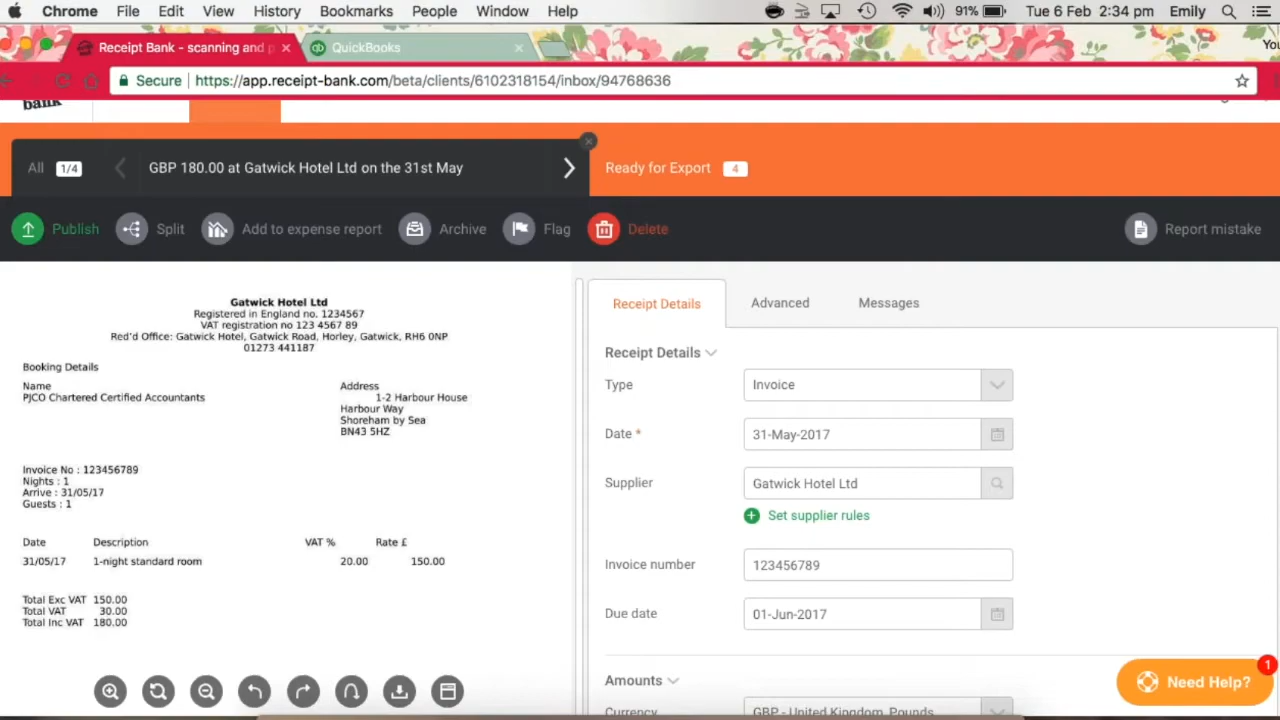 Chrome File Edit View History Bookmarks People Window Help 91% Tue 6 Feb 2:34 pm Emily
Receipt Bank - scanning and p × QuickBooks × You
Secure | https://app.receipt-bank.com/beta/clients/6102318154/inbox/94768636
bank
All 1/4 GBP 180.00 at Gatwick Hotel Ltd on the 31st May Ready for Export 4
Publish Split Add to expense report Archive Flag Delete Report mistake
Gatwick Hotel Ltd
Registered in England no. 1234567
VAT registration no 123 4567 89
Red'd Office: Gatwick Hotel, Gatwick Road, Horley, Gatwick, RH6 0NP
01273 441187
Booking Details
Name Address
PJCO Chartered Certified Accountants 1-2 Harbour House
Harbour Way
Shoreham by Sea
BN43 5HZ
Invoice No : 123456789
Nights : 1
Arrive : 31/05/17
Guests : 1
Date Description VAT % Rate £
31/05/17 1-night standard room 20.00 150.00
Total Exc VAT 150.00
Total VAT 30.00
Total Inc VAT 180.00
Receipt Details Advanced Messages
Receipt Details
Type Invoice
Date * 31-May-2017
Supplier Gatwick Hotel Ltd
Set supplier rules
Invoice number 123456789
Due date 01-Jun-2017
Amounts
Currency GBP - United Kingdom, Pounds
Need Help? 1